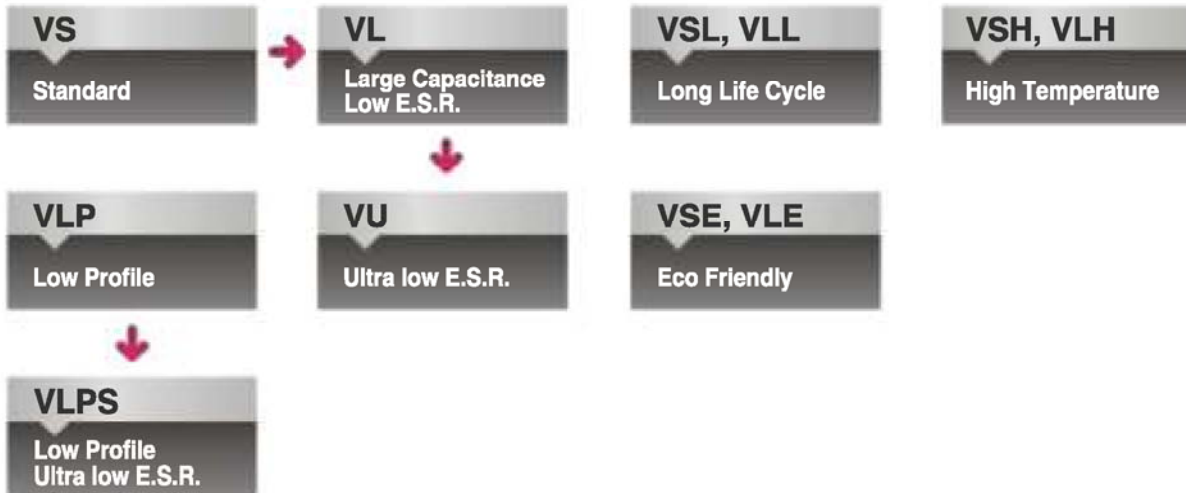 VS
Standard
VL
Large Capacitance
Low E.S.R.
VSL, VLL
Long Life Cycle
VSH, VLH
High Temperature
VLP
Low Profile
VU
Ultra low E.S.R.
VSE, VLE
Eco Friendly
VLPS
Low Profile
Ultra low E.S.R.